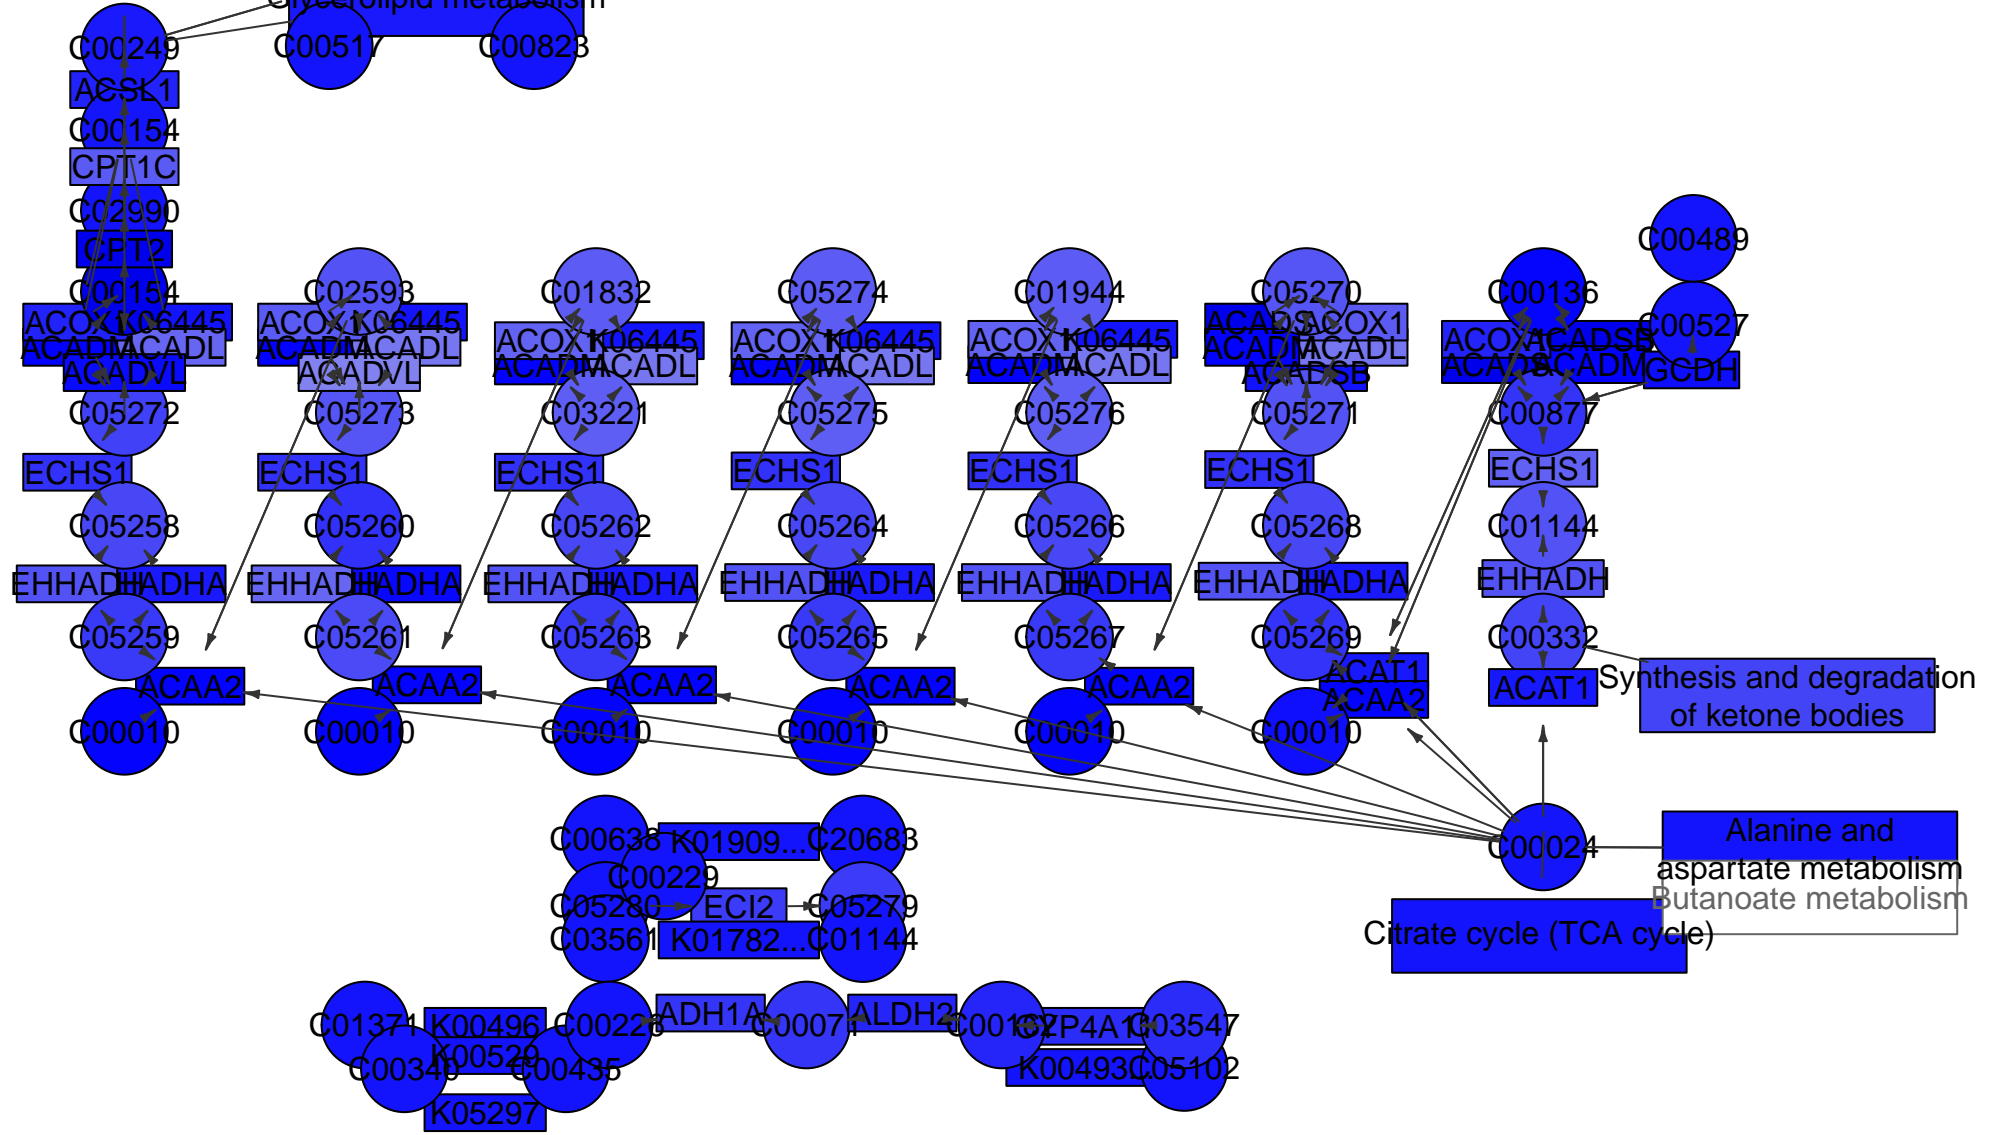 Glycerolipid metabolism
C00249
C00517
C00823
ACSL1
C00154
CPT1C
C02990
CPT2
C00489
C00154
C02593
C01832
C05274
C01944
C05270
C00136
C00527
ACOX1
K06445
ACOX1
K06445
ACOX1
K06445
ACOX1
K06445
ACOX1
K06445
ACADS
ACOX1
ACOX1
ACADSB
ACADM
ACADL
ACADM
ACADL
ACADM
ACADL
ACADM
ACADL
ACADM
ACADL
ACADM
ACADL
ACADS
ACADM
GCDH
ACADVL
ACADVL
ACADSB
C05272
C05273
C03221
C05275
C05276
C05271
C00877
ECHS1
ECHS1
ECHS1
ECHS1
ECHS1
ECHS1
ECHS1
C05258
C05260
C05262
C05264
C05266
C05268
C01144
EHHADH
HADHA
EHHADH
HADHA
EHHADH
HADHA
EHHADH
HADHA
EHHADH
HADHA
EHHADH
HADHA
EHHADH
C05259
C05261
C05263
C05265
C05267
C05269
C00332
ACAA2
ACAA2
ACAA2
ACAA2
ACAA2
ACAT1
ACAA2
ACAT1
Synthesis and degradation
of ketone bodies
C00010
C00010
C00010
C00010
C00010
C00010
C00638
K01909...
C20683
C00024
Alanine and
aspartate metabolism
C00229
Butanoate metabolism
C05280
ECI2
C05279
C03561
K01782...
C01144
Citrate cycle (TCA cycle)
C01371
K00496
C00226
ADH1A
C00071
ALDH2
C00162
C03547
K00529
C00340
C00435
K00493...
C05102
K05297